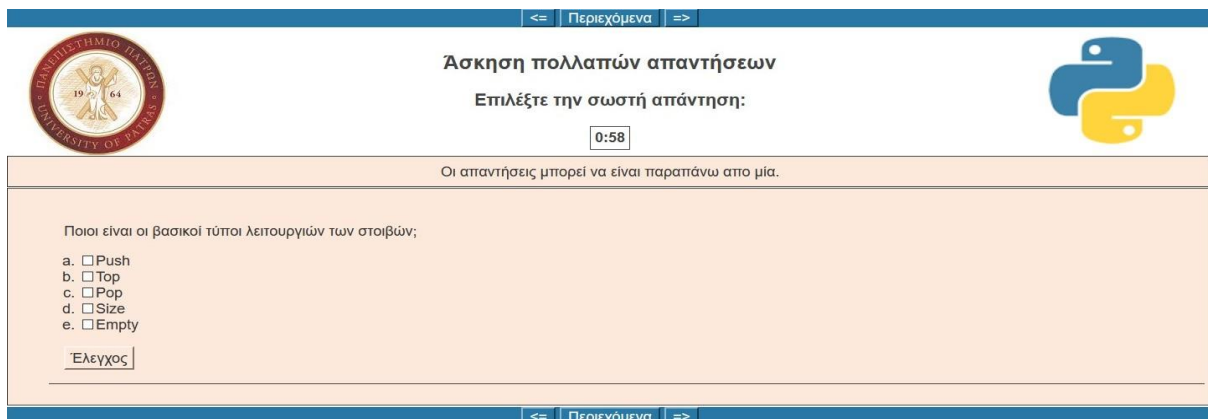 <= Περιεχόμενα =>
ΠΑΝΕΠΙΣΤΗΜΙΟ ΠΑΤΡΩΝ
19 64
UNIVERSITY OF PATRAS
Άσκηση πολλαπών απαντήσεων
Επιλέξτε την σωστή απάντηση:
0:58
Οι απαντήσεις μπορεί να είναι παραπάνω απο μία.
Ποιοι είναι οι βασικοί τύποι λειτουργιών των στοιβών;
a. Push
b. Top
c. Pop
d. Size
e. Empty
Έλεγχος
<= Περιεχόμενα =>